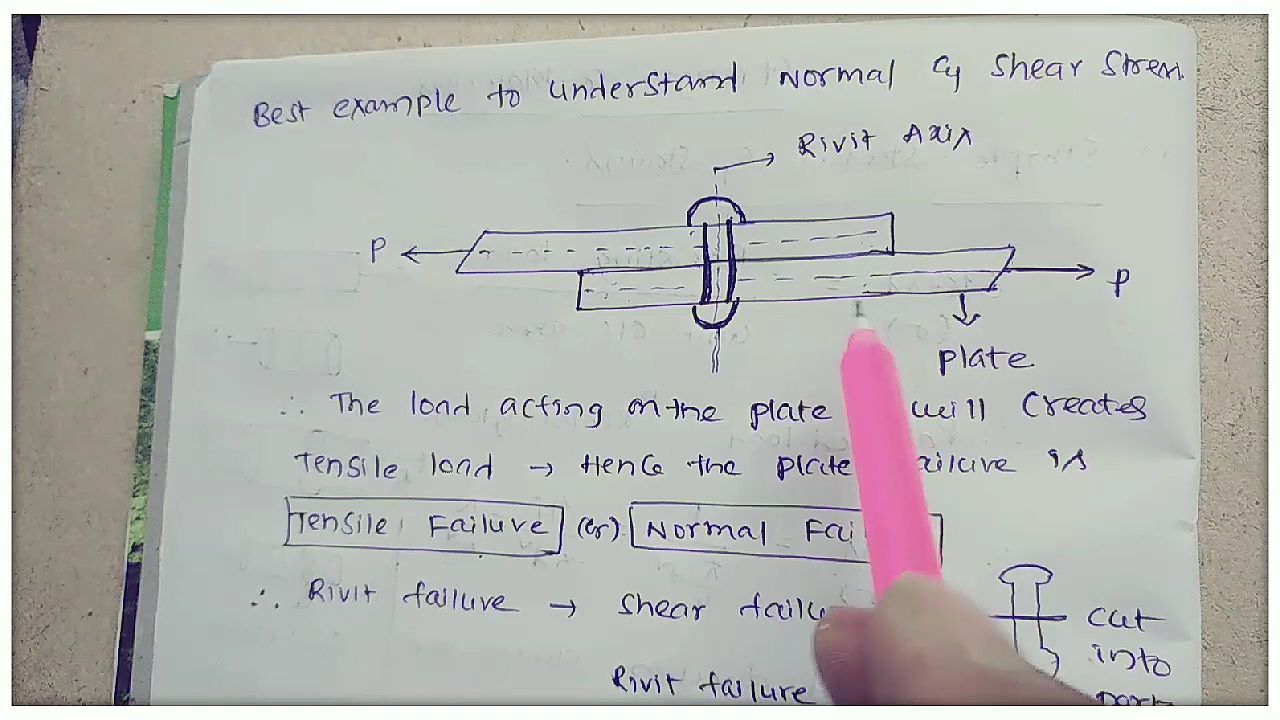 Best example to understand Normal & Shear Stress
Rivit Axis
P
P
plate
∴ The load acting on the plate will Creates
Tensile load → Hence the plate failure is
Tensile Failure (or) Normal Fai
∴ Rivit failure → Shear failu
cut
into
Rivit failure